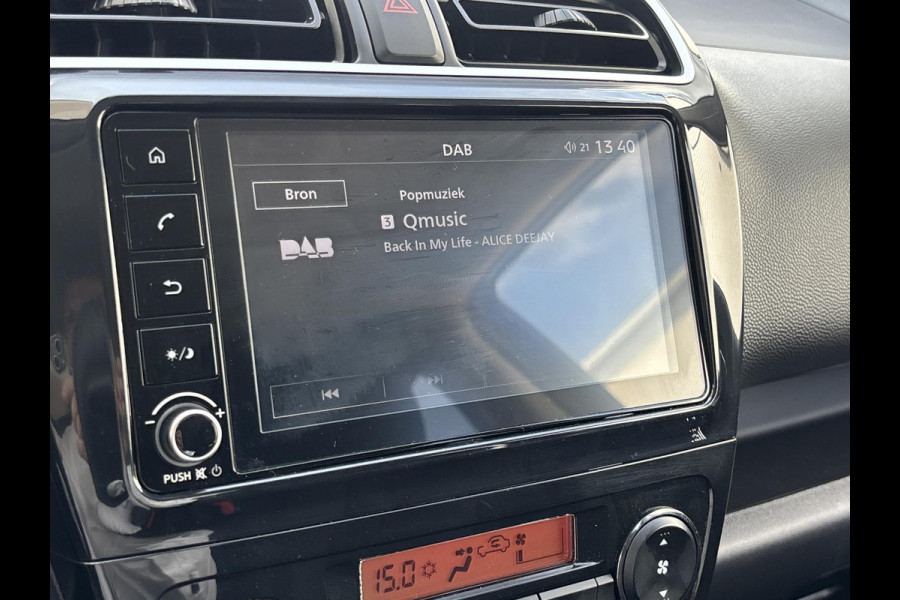 DAB
21 13 40
Bron
Popmuziek
3 Qmusic
DAB
Back In My Life - ALICE DEEJAY
- +
PUSH
15.0